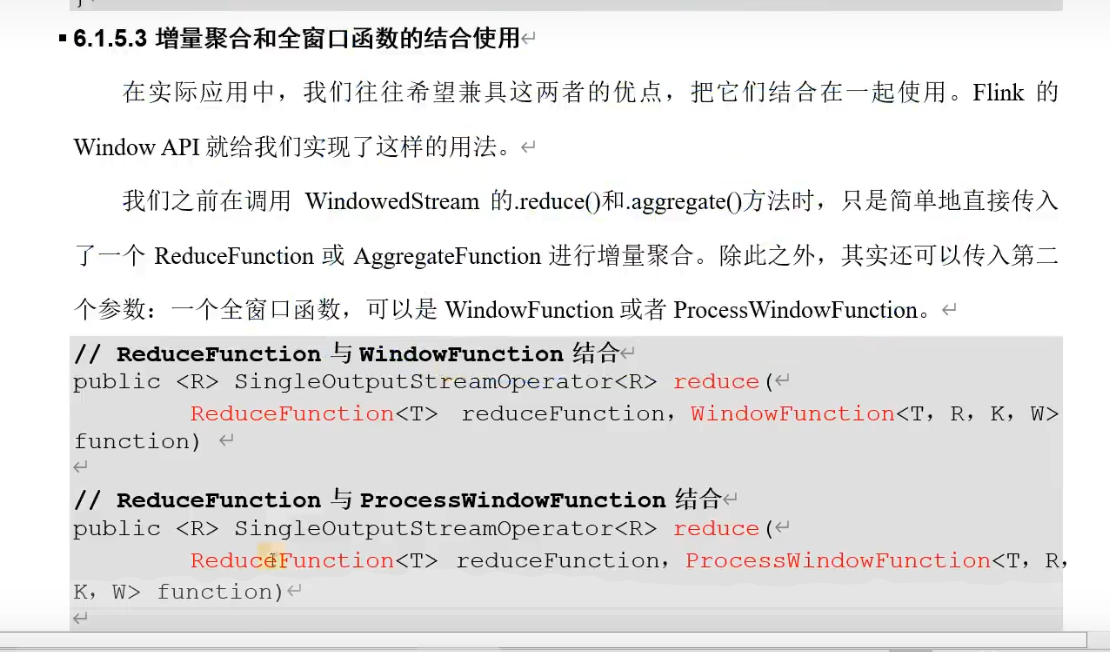 6.1.5.3 增量聚合和全窗口函数的结合使用
在实际应用中，我们往往希望兼具这两者的优点，把它们结合在一起使用。Flink 的
Window API 就给我们实现了这样的用法。
我们之前在调用 WindowedStream 的.reduce()和.aggregate()方法时，只是简单地直接传入
了一个 ReduceFunction 或 AggregateFunction 进行增量聚合。除此之外，其实还可以传入第二
个参数：一个全窗口函数，可以是 WindowFunction 或者 ProcessWindowFunction。
// ReduceFunction 与 WindowFunction 结合
public <R> SingleOutputStreamOperator<R> reduce(
ReduceFunction<T> reduceFunction，WindowFunction<T，R，K，W>
function)
// ReduceFunction 与 ProcessWindowFunction 结合
public <R> SingleOutputStreamOperator<R> reduce(
ReduceFunction<T> reduceFunction，ProcessWindowFunction<T，R，
K，W> function)